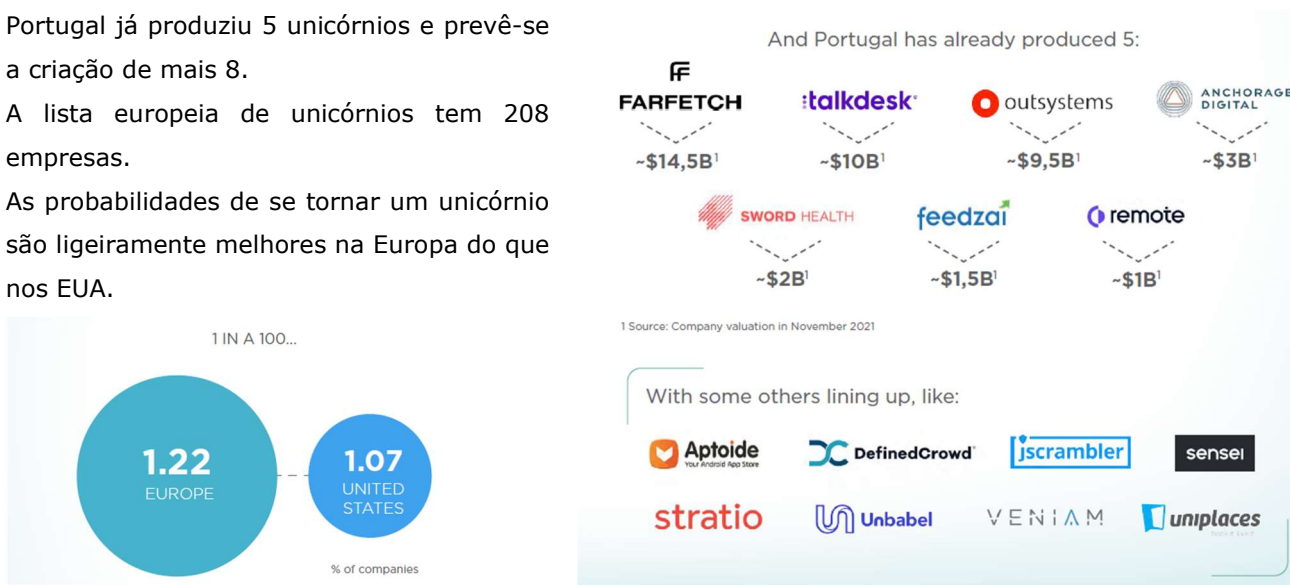 Portugal já produziu 5 unicórnios e prevê-se
a criação de mais 8.
A lista europeia de unicórnios tem 208
empresas.
As probabilidades de se tornar um unicórnio
são ligeiramente melhores na Europa do que
nos EUA.
1 IN A 100...
1.22
EUROPE
1.07
UNITED
STATES
% of companies
And Portugal has already produced 5:
FARFETCH
:talkdesk
outsystems
ANCHORAGE
DIGITAL
~$14,5B¹
~$10B¹
~$9,5B¹
~$3B¹
SWORD HEALTH
feedzai
remote
~$2B¹
~$1,5B¹
~$1B¹
1 Source: Company valuation in November 2021
With some others lining up, like:
Aptoide
Your Android App Store
DefinedCrowd
jscrambler
sensei
stratio
Unbabel
VENIAM
uniplaces